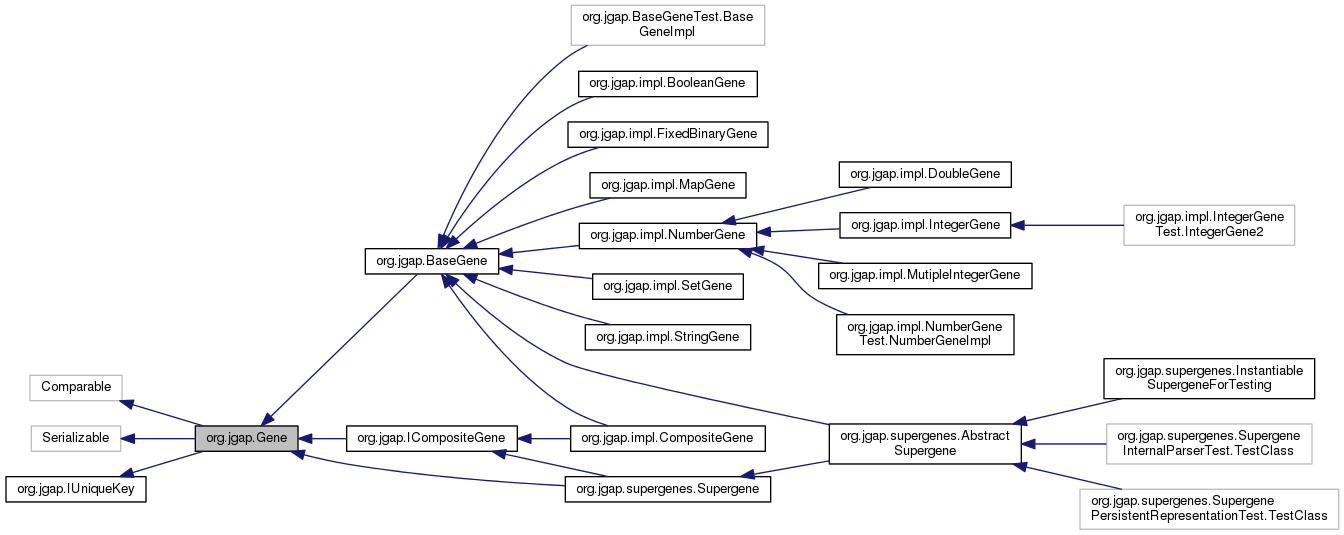 org.jgap.BaseGeneTest.Base
GeneImpl
org.jgap.impl.BooleanGene
org.jgap.impl.FixedBinaryGene
org.jgap.impl.MapGene
org.jgap.impl.DoubleGene
org.jgap.impl.NumberGene
org.jgap.impl.IntegerGene
org.jgap.impl.IntegerGene
Test.IntegerGene2
org.jgap.BaseGene
org.jgap.impl.MutipleIntegerGene
org.jgap.impl.SetGene
org.jgap.impl.StringGene
org.jgap.impl.NumberGene
Test.NumberGeneImpl
Comparable
org.jgap.supergenes.Instantiable
SupergeneForTesting
Serializable
org.jgap.Gene
org.jgap.ICompositeGene
org.jgap.impl.CompositeGene
org.jgap.supergenes.Abstract
Supergene
org.jgap.supergenes.Supergene
InternalParserTest.TestClass
org.jgap.IUniqueKey
org.jgap.supergenes.Supergene
org.jgap.supergenes.Supergene
PersistentRepresentationTest.TestClass